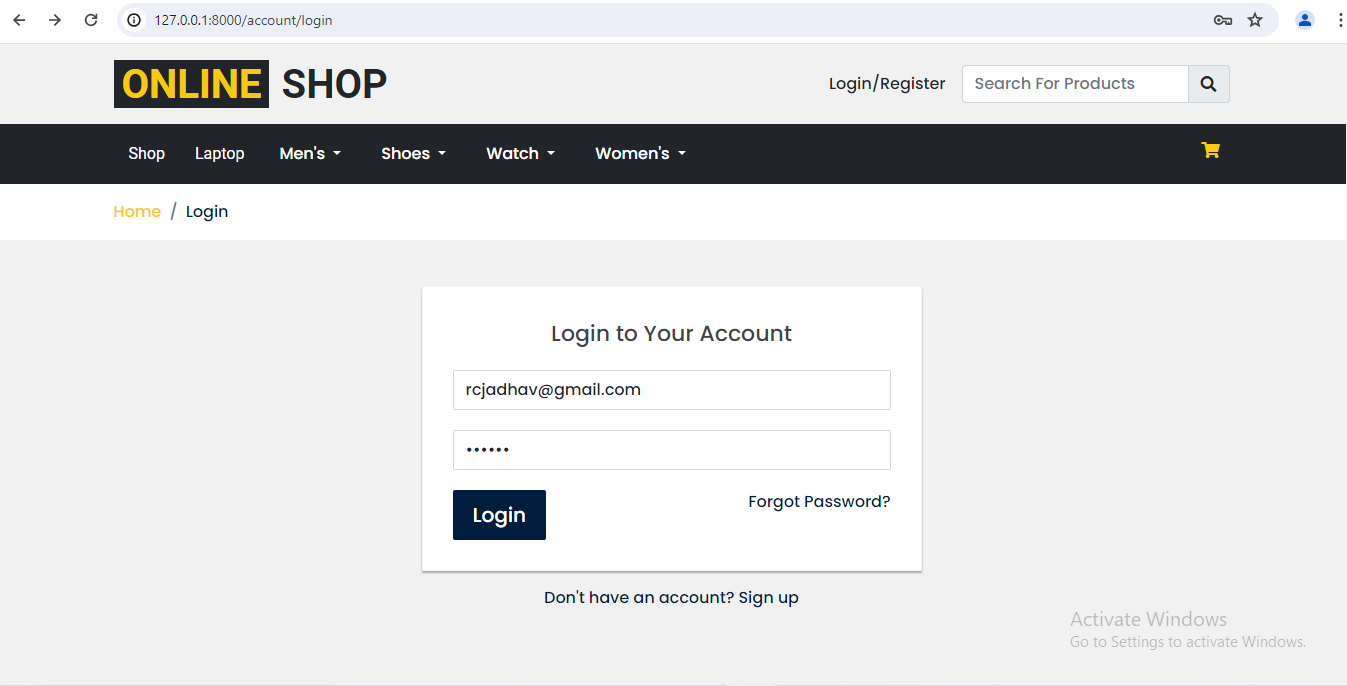 127.0.0.1:8000/account/login
ONLINE SHOP
Login/Register
Search For Products
Shop Laptop Men's Shoes Watch Women's
Home / Login
Login to Your Account
rcjadhav@gmail.com
••••••
Login
Forgot Password?
Don't have an account? Sign up
Activate Windows
Go to Settings to activate Windows.